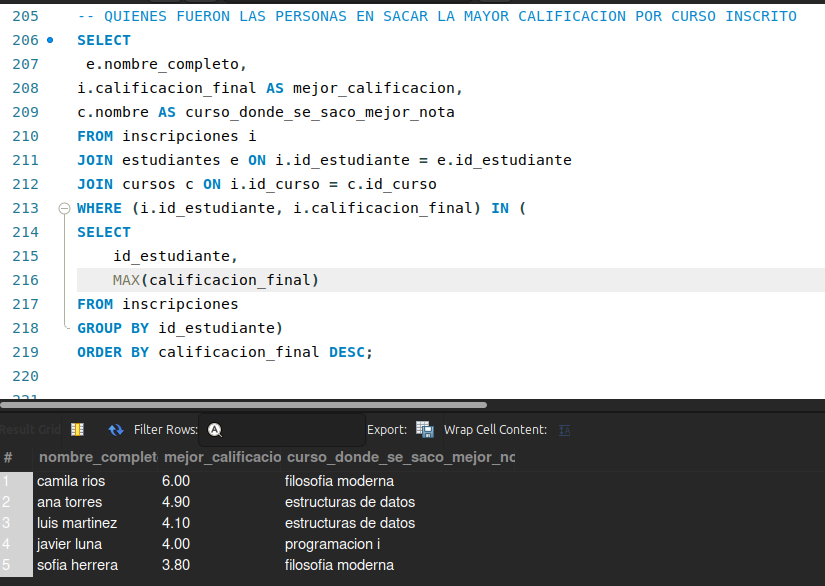 205 -- QUIENES FUERON LAS PERSONAS EN SACAR LA MAYOR CALIFICACION POR CURSO INSCRITO
206 SELECT
207 e.nombre_completo,
208 i.calificacion_final AS mejor_calificacion,
209 c.nombre AS curso_donde_se_saco_mejor_nota
210 FROM inscripciones i
211 JOIN estudiantes e ON i.id_estudiante = e.id_estudiante
212 JOIN cursos c ON i.id_curso = c.id_curso
213 WHERE (i.id_estudiante, i.calificacion_final) IN (
214 SELECT
215 id_estudiante,
216 MAX(calificacion_final)
217 FROM inscripciones
218 GROUP BY id_estudiante)
219 ORDER BY calificacion_final DESC;
220
Result Grid Filter Rows: Export: Wrap Cell Content: IA
# nombre_complet mejor_calificacio curso_donde_se_saco_mejor_no
1 camila rios 6.00 filosofia moderna
2 ana torres 4.90 estructuras de datos
3 luis martinez 4.10 estructuras de datos
4 javier luna 4.00 programacion i
5 sofia herrera 3.80 filosofia moderna